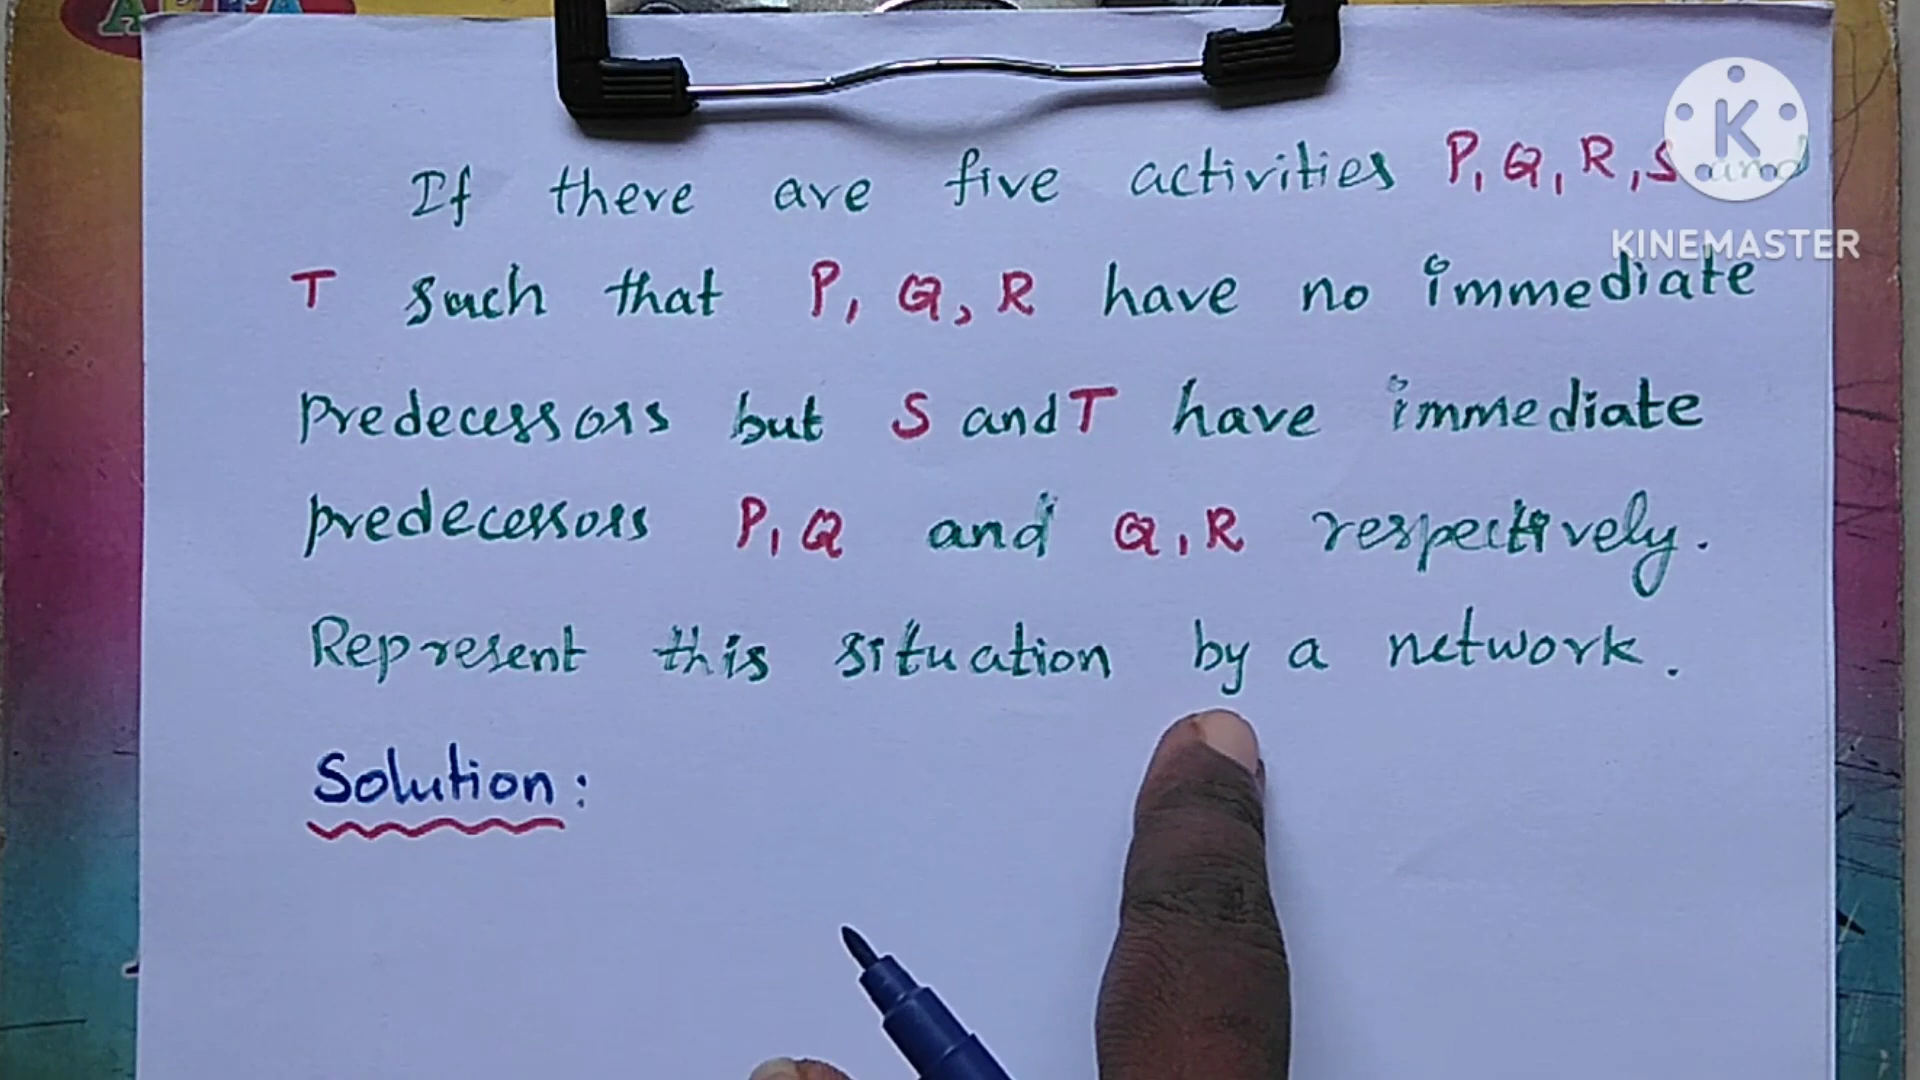 If there are five activities P, Q, R, S and
T such that P, Q, R have no immediate
predecessors but S and T have immediate
predecessors P, Q and Q, R respectively.
Represent this situation by a network.
Solution:
K
KINEMASTER